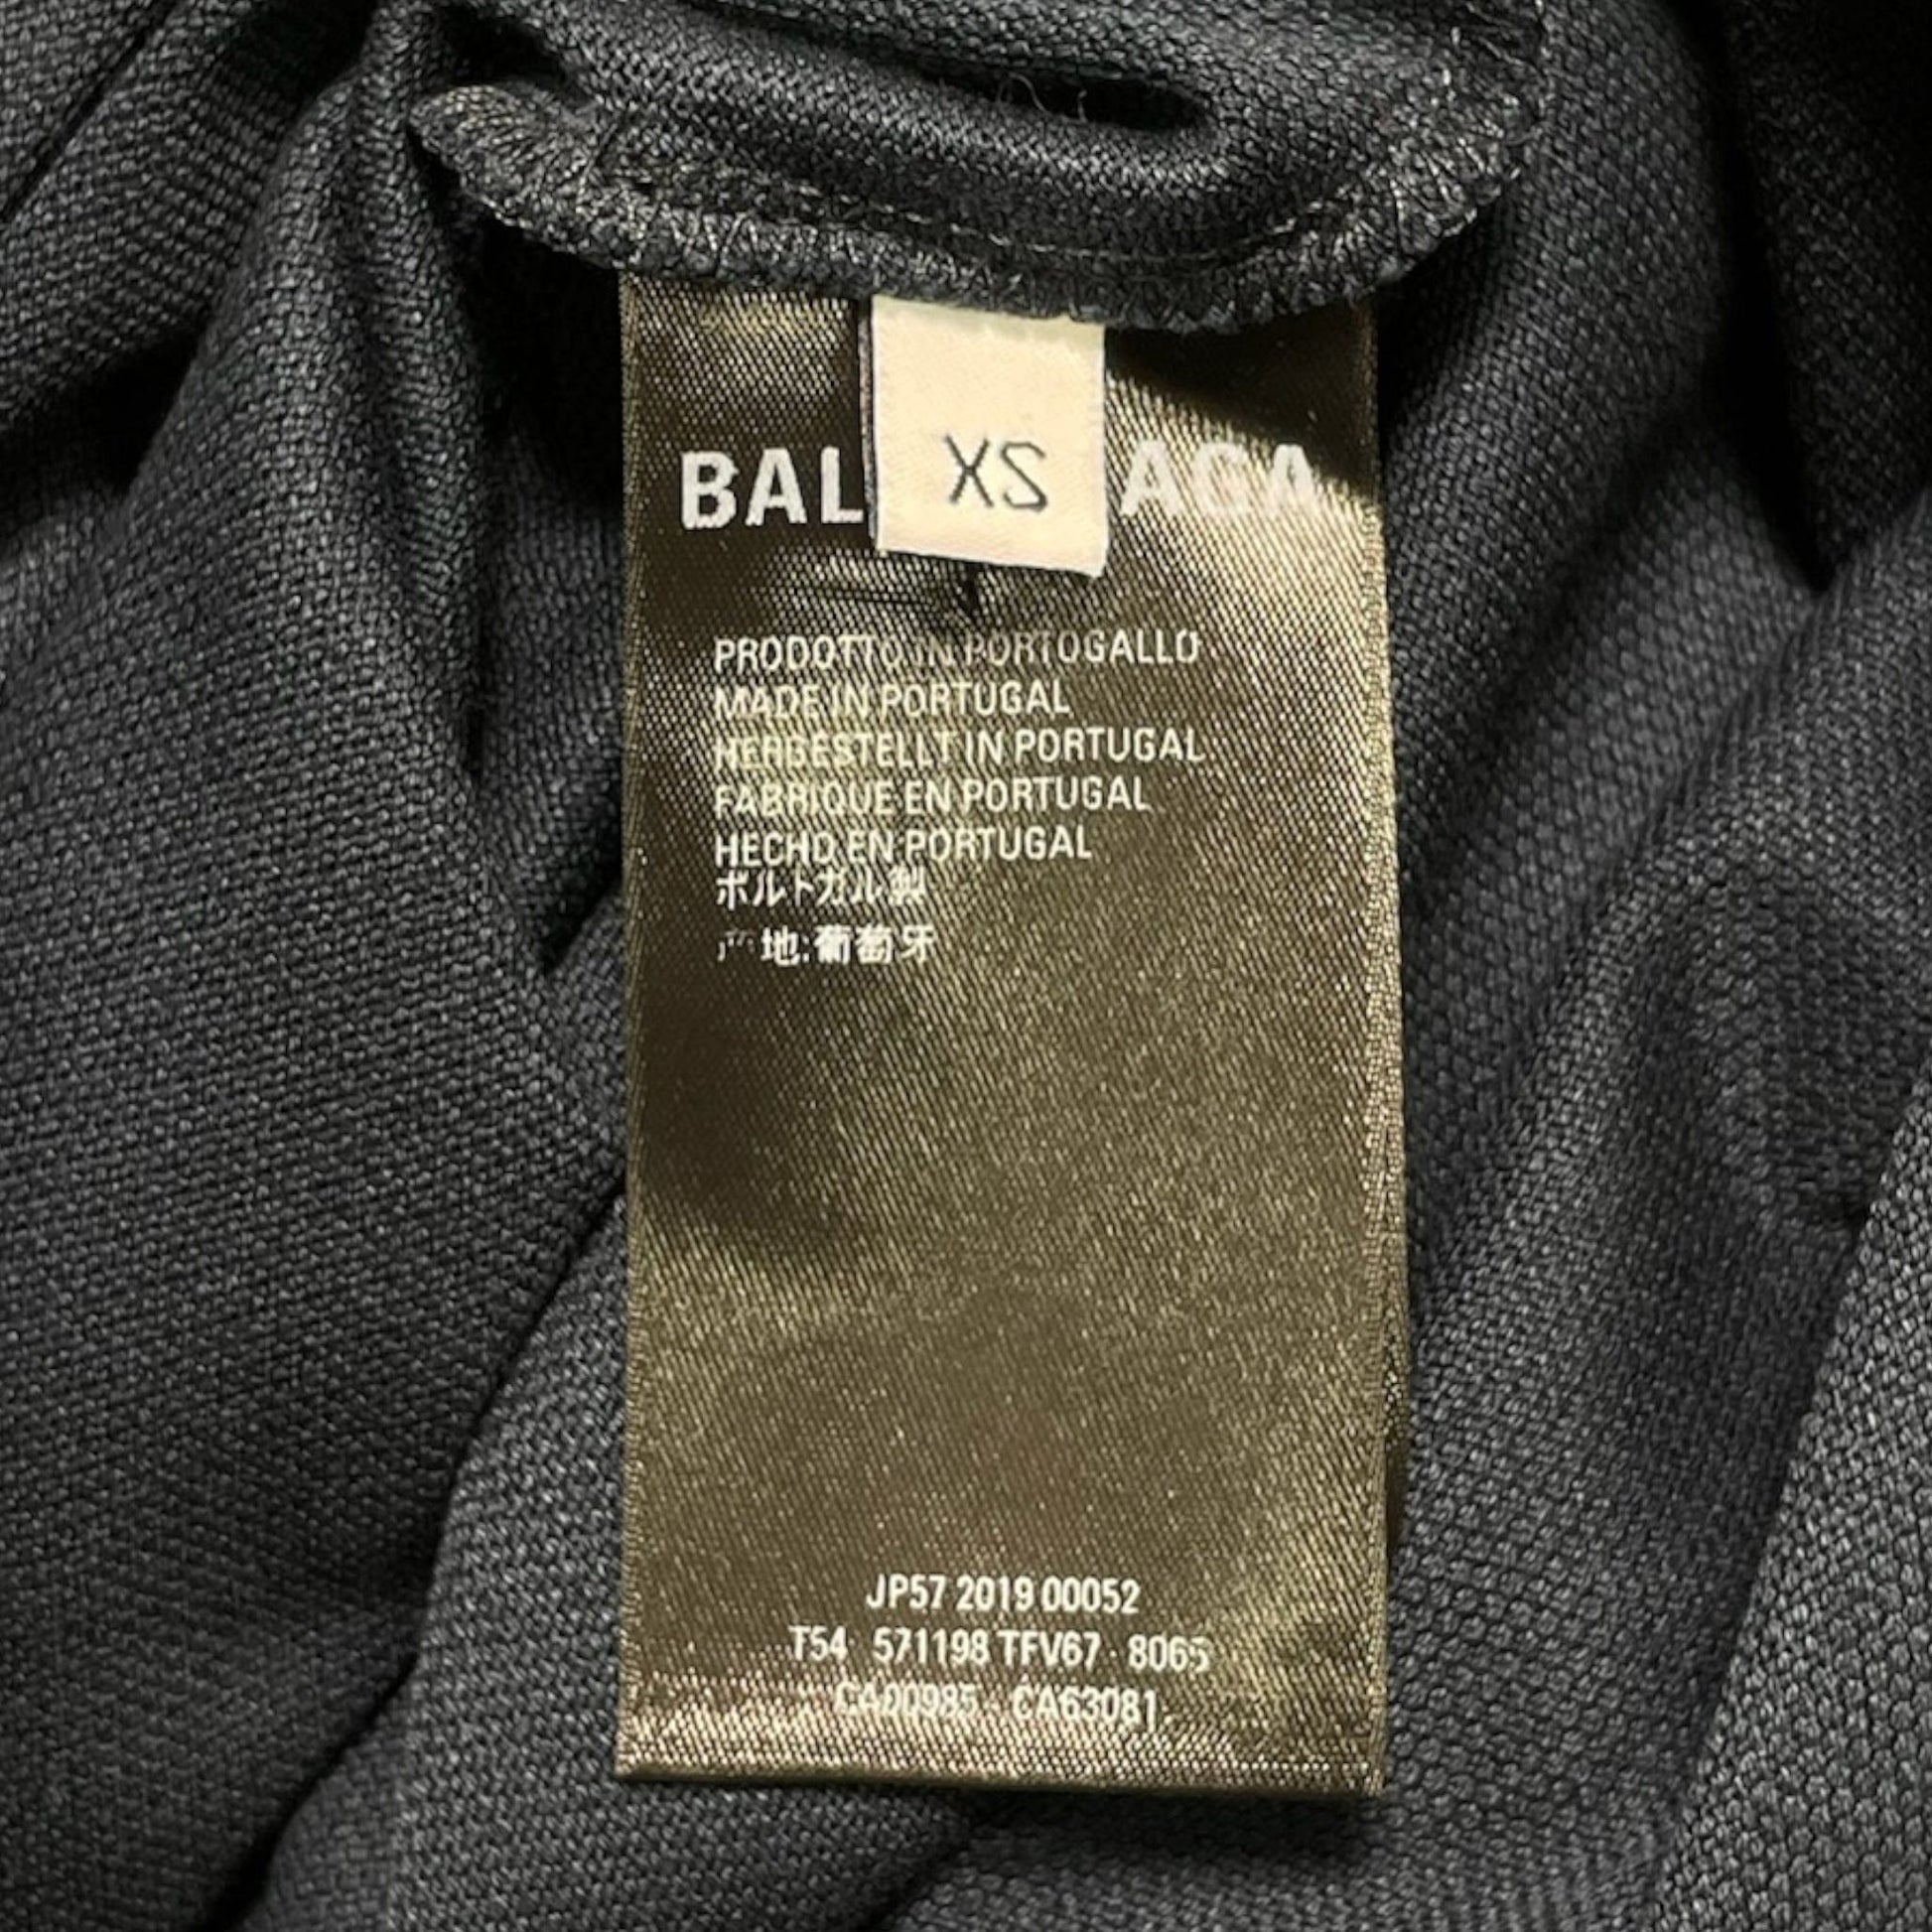 BAL XS AGA
PRODOTTO IN PORTOGALLO
MADE IN PORTUGAL
HERGESTELLT IN PORTUGAL
FABRIQUE EN PORTUGAL
HECHO EN PORTUGAL
ポルトガル製
产地:葡萄牙
JP57 2019 00052
T54 571198 TFV67 · 8065
CA00985 - CA63081